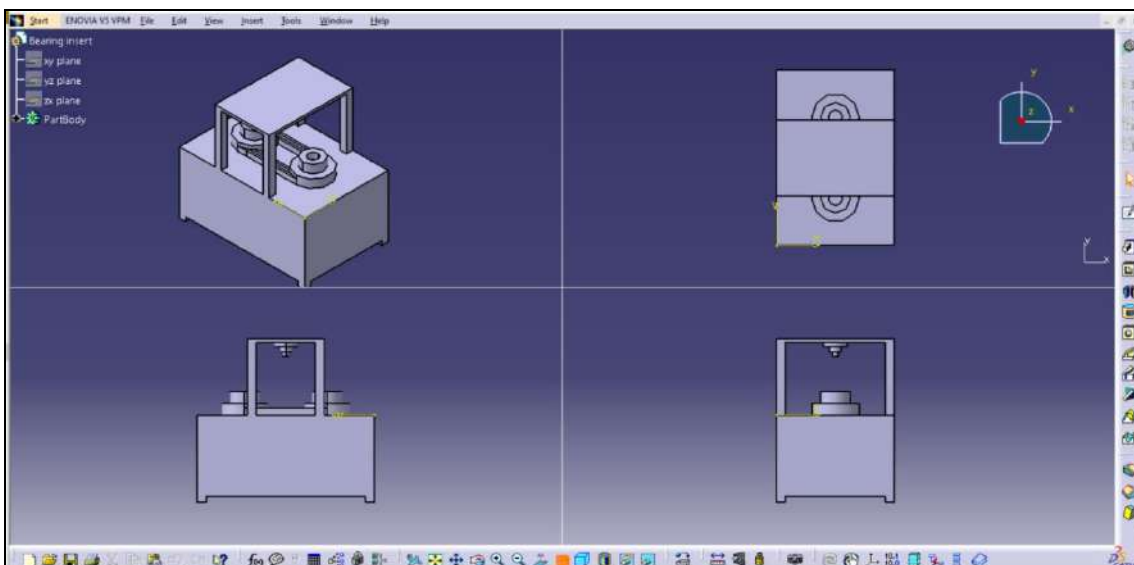 Start ENOVIA V5 VPM File Edit View Insert Tools Window Help
Bearing insert
xy plane
yz plane
zx plane
PartBody
y
x
z
y
x